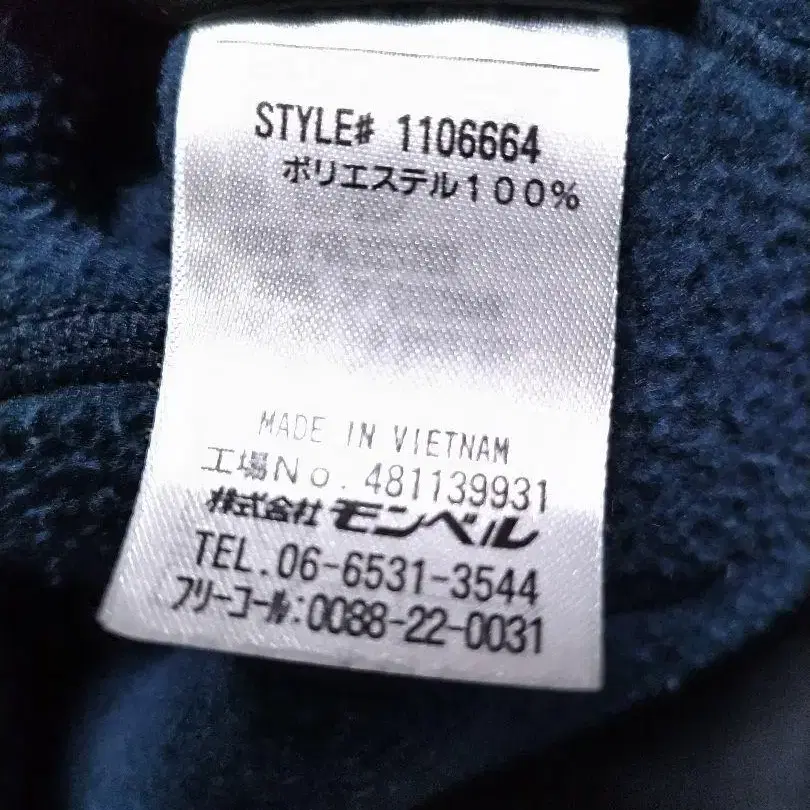 STYLE# 1106664
ポリエステル100%
MADE IN VIETNAM
工場No. 481139931
株式会社 モンベル
TEL.06-6531-3544
フリーコール:0088-22-0031